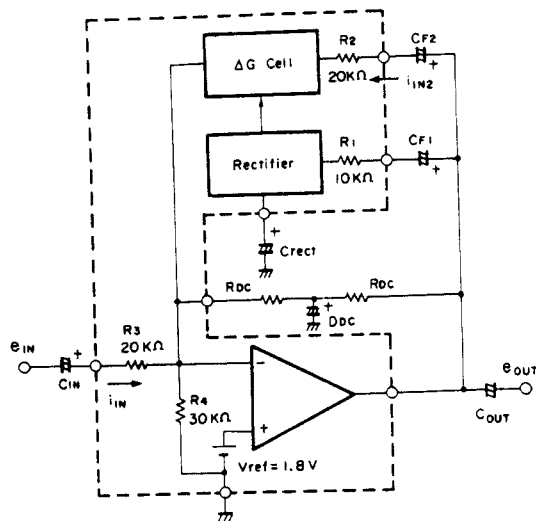 R2
CF2
ΔG Cell
20KΩ
+
iIN2
Rectifier
R1
CF1
10KΩ
+
+
Crect
RDC
RDC
+
DDC
eIN
+
R3
20KΩ
CIN
iIN
R4
30KΩ
-
+
Vref=1.8V
eOUT
COUT